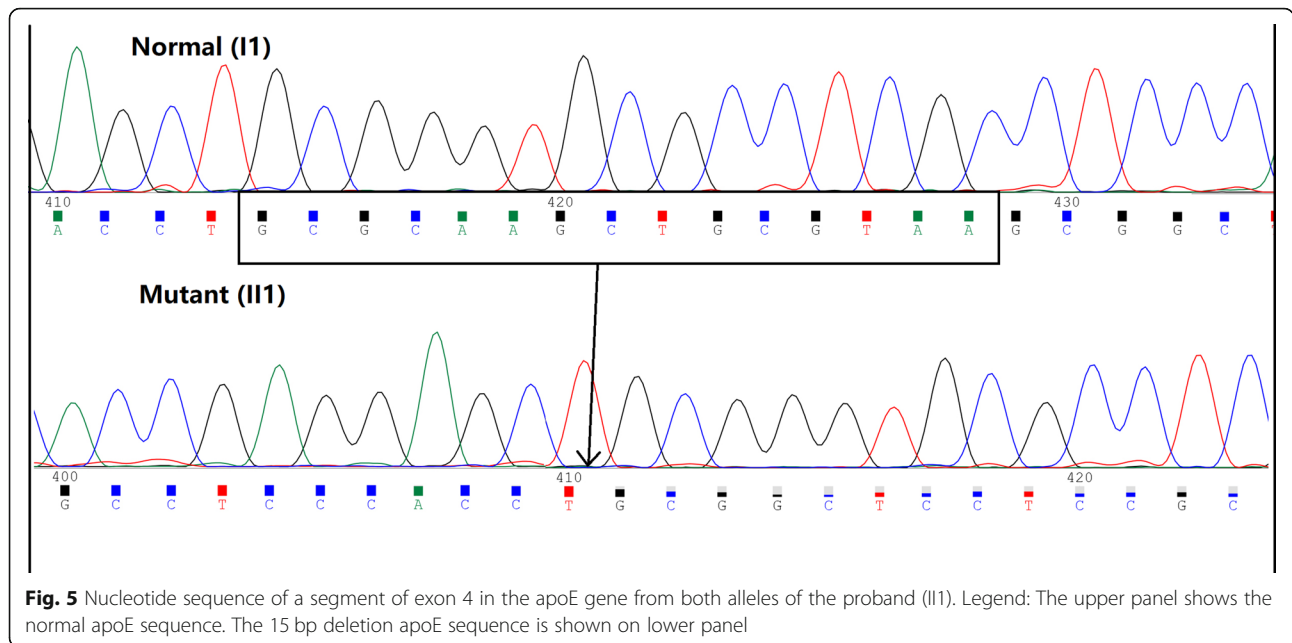 Normal (I1)
410 420 430
A C C T G C G C A A G C T G C G T A A G C G G C
Mutant (II1)
400 410 420
G C C T C C C A C C T G C G G C T C C T C C G C
Fig. 5 Nucleotide sequence of a segment of exon 4 in the apoE gene from both alleles of the proband (II1). Legend: The upper panel shows the
normal apoE sequence. The 15 bp deletion apoE sequence is shown on lower panel